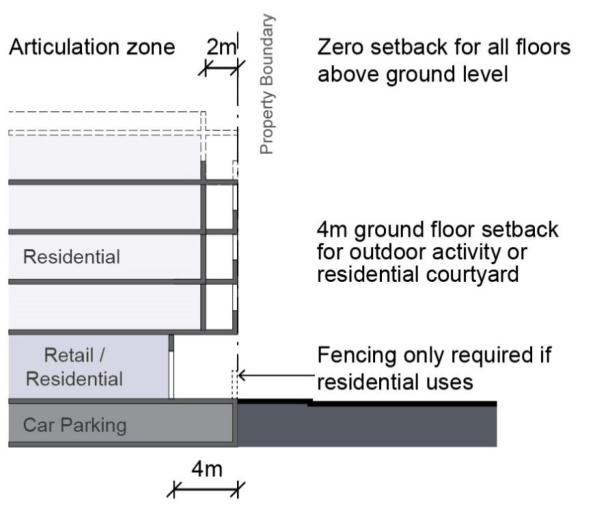 Articulation zone
2m
Property Boundary
Zero setback for all floors
above ground level
Residential
4m ground floor setback
for outdoor activity or
residential courtyard
Retail /
Residential
Fencing only required if
residential uses
Car Parking
4m